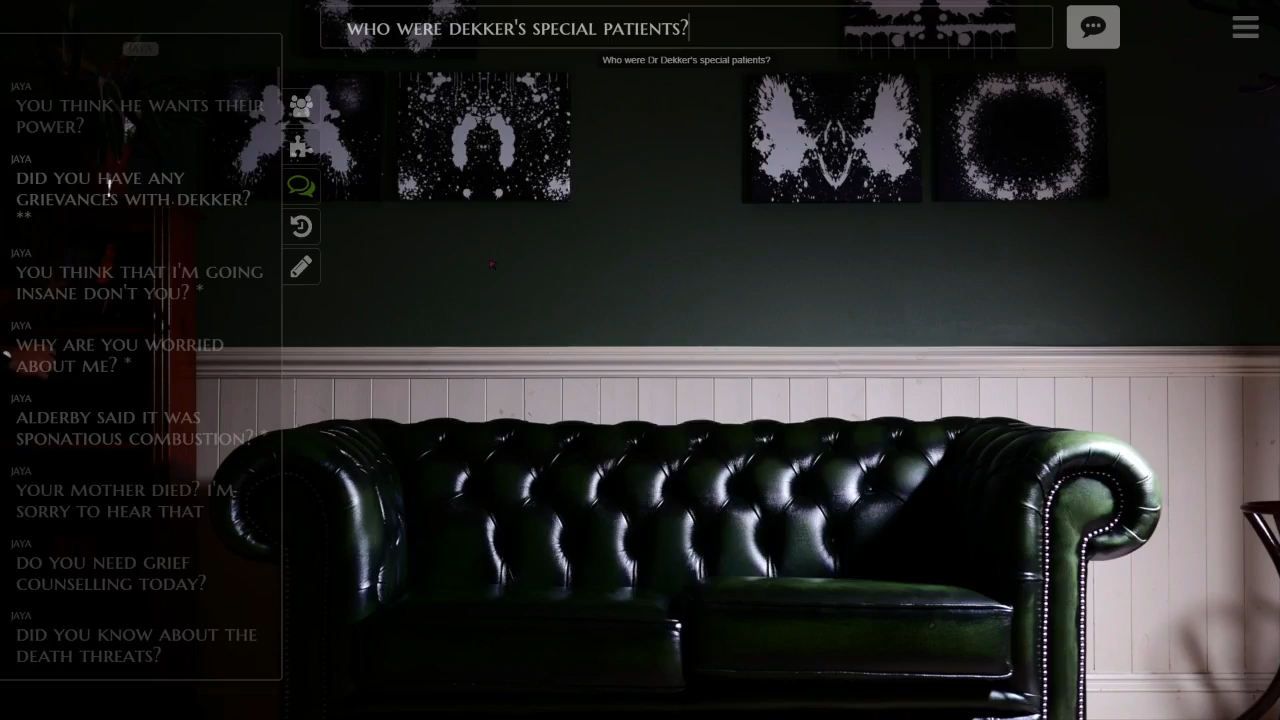 WHO WERE DEKKER'S SPECIAL PATIENTS?
Who were Dr Dekker's special patients?
JAYA
JAYA
YOU THINK HE WANTS THEIR
POWER?
JAYA
DID YOU HAVE ANY
GRIEVANCES WITH DEKKER?
**
JAYA
YOU THINK THAT I'M GOING
INSANE DON'T YOU? *
JAYA
WHY ARE YOU WORRIED
ABOUT ME? *
JAYA
ALDERBY SAID IT WAS
SPONATIOUS COMBUSTION? *
JAYA
YOUR MOTHER DIED? I'M
SORRY TO HEAR THAT
JAYA
DO YOU NEED GRIEF
COUNSELLING TODAY?
JAYA
DID YOU KNOW ABOUT THE
DEATH THREATS?